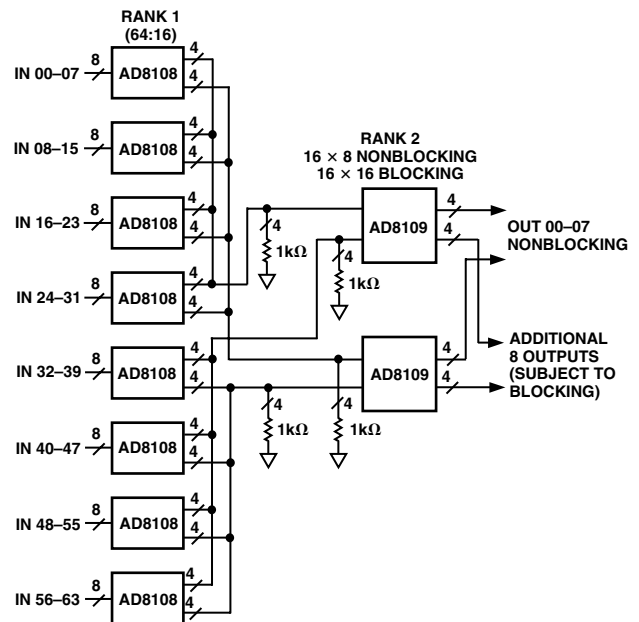 RANK 1
(64:16)
8
IN 00–07
AD8108
4
4
8
IN 08–15
AD8108
4
4
8
IN 16–23
AD8108
4
4
8
IN 24–31
AD8108
4
4
8
IN 32–39
AD8108
4
4
8
IN 40–47
AD8108
4
4
8
IN 48–55
AD8108
4
4
8
IN 56–63
AD8108
4
4
RANK 2
16 × 8 NONBLOCKING
16 × 16 BLOCKING
4
1kΩ
4
1kΩ
AD8109
4
4
OUT 00–07
NONBLOCKING
4
1kΩ
4
1kΩ
AD8109
4
4
ADDITIONAL
8 OUTPUTS
(SUBJECT TO
BLOCKING)